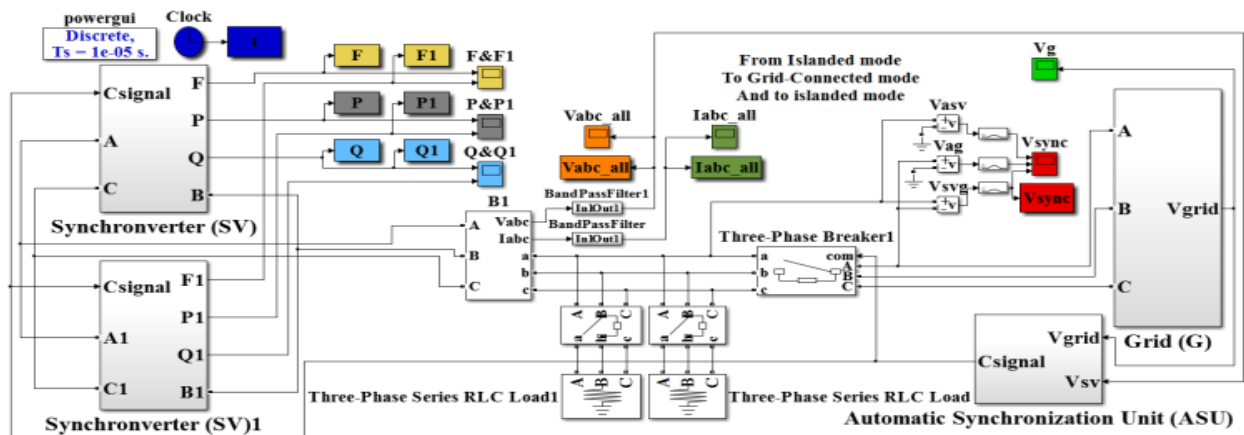 powergui
Discrete,
Ts = 1e-05 s.
Clock
t
F
F1
F&F1
P
P1
P&P1
Q
Q1
Q&Q1
Csignal
A
C
F
P
Q
B
Synchronverter (SV)
Csignal
A1
C1
F1
P1
Q1
B1
Synchronverter (SV)1
B1
A
B
C
Vabc
Iabc
a
b
c
BandPassFilter1
In1Out1
BandPassFilter
In1Out1
Vabc_all
Vabc_all
Iabc_all
Iabc_all
From Islanded mode
To Grid-Connected mode
And to islanded mode
Vg
Vasv
+v
-
Vag
+v
-
Vsvg
+v
-
Vsync
Vsync
Three-Phase Breaker1
a
b
c
com
A
B
C
A
B
C
Vgrid
Grid (G)
A
B
C
a
b
c
A
B
C
a
b
c
A
B
C
A
B
C
Three-Phase Series RLC Load1
Three-Phase Series RLC Load
Csignal
Vgrid
Vsv
Automatic Synchronization Unit (ASU)